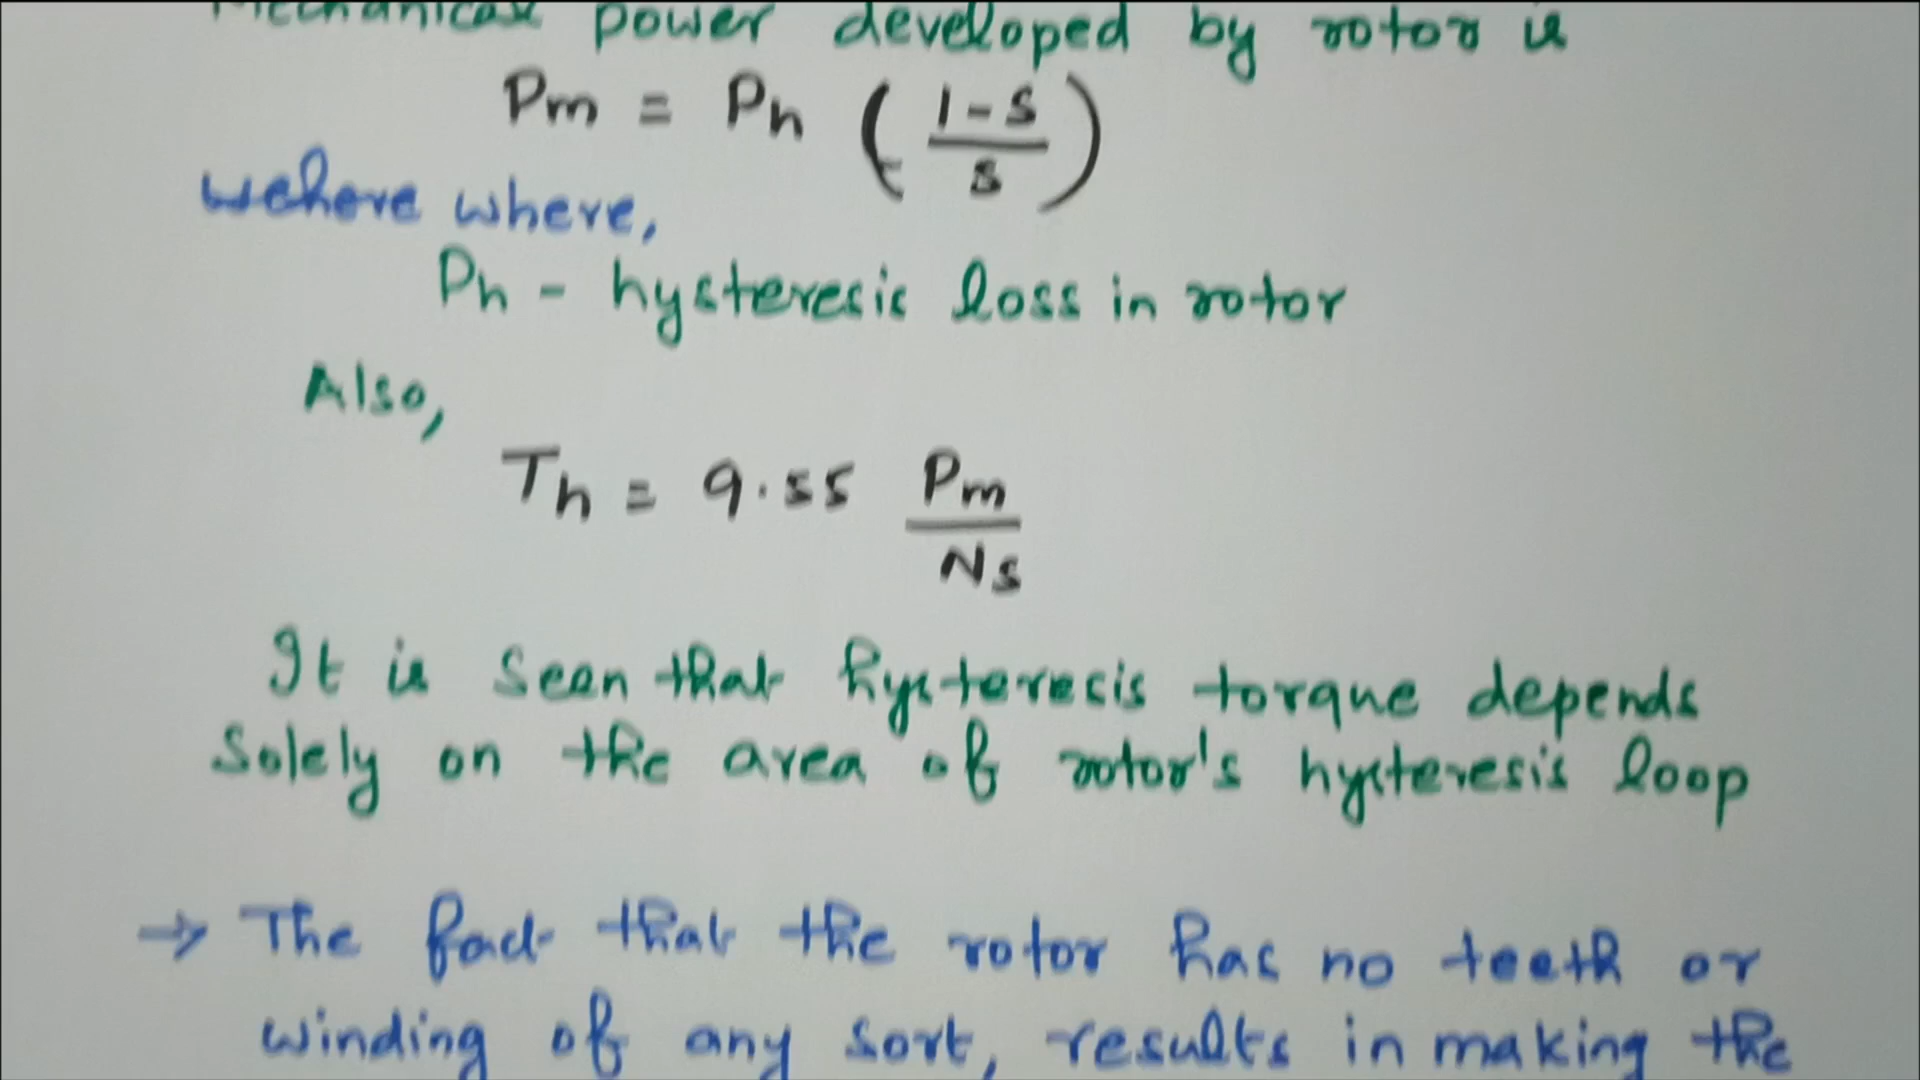 Mechanical power developed by rotor is
Pm = Ph ( 1-s / s )
wehere where,
Ph - hysteresis loss in rotor
Also,
Th = 9.55 Pm / Ns
It is seen that hysteresis torque depends
solely on the area of rotor's hysteresis loop
→ The fact that the rotor has no teeth or
winding of any sort, results in making the